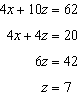 4x + 10z = 62
4x + 4z = 20
6z = 42
z = 7